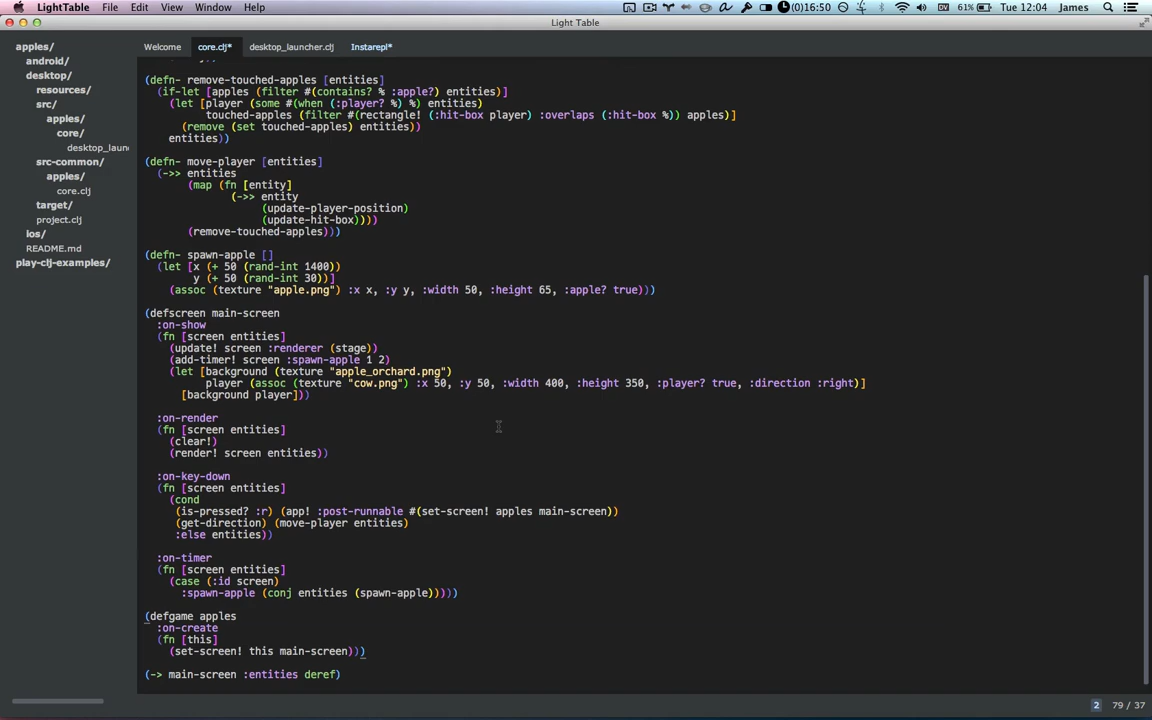 LightTable File Edit View Window Help (0)16:50 61% Tue 12:04 James
Light Table
apples/
android/
desktop/
resources/
src/
apples/
core/
desktop_laun
src-common/
apples/
core.clj
target/
project.clj
ios/
README.md
play-clj-examples/
Welcome core.clj* desktop_launcher.clj Instarepl*
(defn- remove-touched-apples [entities]
(if-let [apples (filter #(contains? % :apple?) entities)]
(let [player (some #(when (:player? %) %) entities)
touched-apples (filter #(rectangle! (:hit-box player) :overlaps (:hit-box %)) apples)]
(remove (set touched-apples) entities))
entities))
(defn- move-player [entities]
(->> entities
(map (fn [entity]
(->> entity
(update-player-position)
(update-hit-box))))
(remove-touched-apples)))
(defn- spawn-apple []
(let [x (+ 50 (rand-int 1400))
y (+ 50 (rand-int 30))]
(assoc (texture "apple.png") :x x, :y y, :width 50, :height 65, :apple? true)))
(defscreen main-screen
:on-show
(fn [screen entities]
(update! screen :renderer (stage))
(add-timer! screen :spawn-apple 1 2)
(let [background (texture "apple_orchard.png")
player (assoc (texture "cow.png") :x 50, :y 50, :width 400, :height 350, :player? true, :direction :right)]
[background player]))
:on-render
(fn [screen entities]
(clear!)
(render! screen entities))
:on-key-down
(fn [screen entities]
(cond
(is-pressed? :r) (app! :post-runnable #(set-screen! apples main-screen))
(get-direction) (move-player entities)
:else entities))
:on-timer
(fn [screen entities]
(case (:id screen)
:spawn-apple (conj entities (spawn-apple)))))
(defgame apples
:on-create
(fn [this]
(set-screen! this main-screen)))
(-> main-screen :entities deref)
2 79 / 37